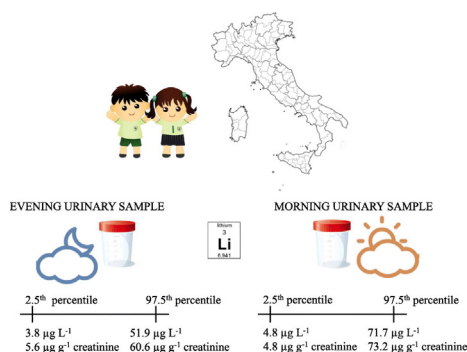 EVENING URINARY SAMPLE
MORNING URINARY SAMPLE
lithium
3
Li
6.941
2.5th percentile
97.5th percentile
3.8 µg L-1
51.9 µg L-1
5.6 µg g-1 creatinine
60.6 µg g-1 creatinine
2.5th percentile
97.5th percentile
4.8 µg L-1
71.7 µg L-1
4.8 µg g-1 creatinine
73.2 µg g-1 creatinine